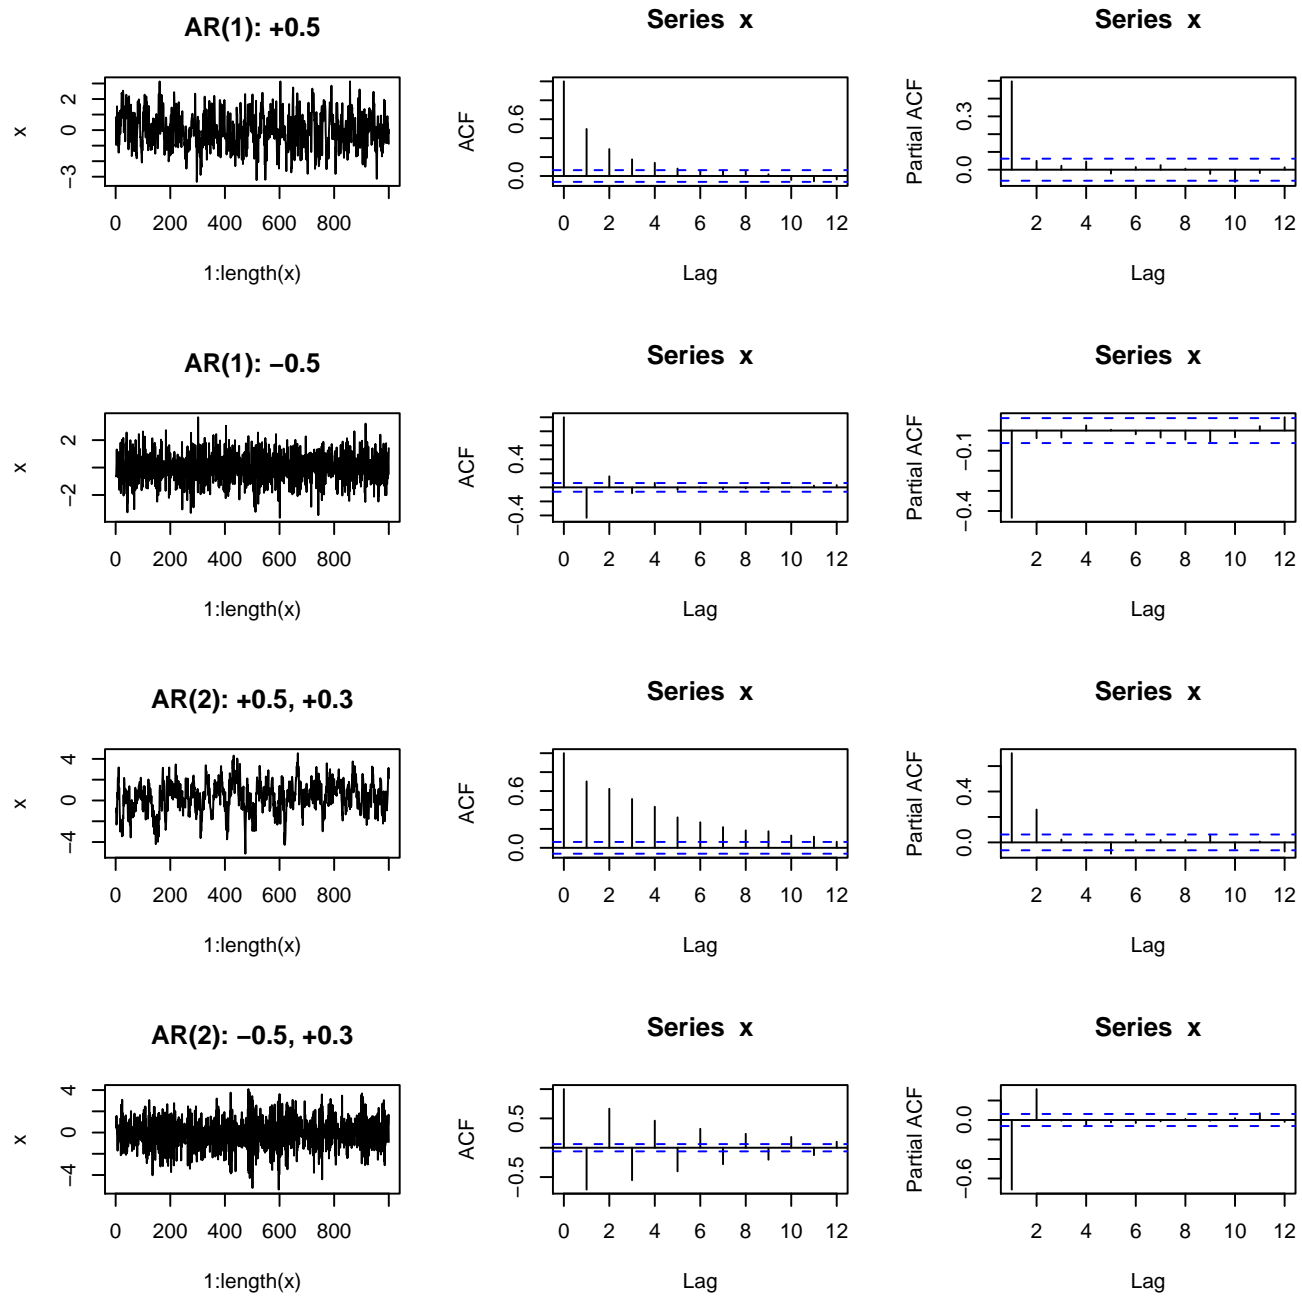 AR(1): +0.5
Series x
Series x
x
2
0
−3
0 200 400 600 800
1:length(x)
ACF
0.6
0.0
0 2 4 6 8 10 12
Lag
Partial ACF
0.3
0.0
2 4 6 8 10 12
Lag
AR(1): −0.5
Series x
Series x
x
2
−2
0 200 400 600 800
1:length(x)
ACF
0.4
−0.4
0 2 4 6 8 10 12
Lag
Partial ACF
−0.1
−0.4
2 4 6 8 10 12
Lag
AR(2): +0.5, +0.3
Series x
Series x
x
4
0
−4
0 200 400 600 800
1:length(x)
ACF
0.6
0.0
0 2 4 6 8 10 12
Lag
Partial ACF
0.4
0.0
2 4 6 8 10 12
Lag
AR(2): −0.5, +0.3
Series x
Series x
x
4
0
−4
0 200 400 600 800
1:length(x)
ACF
0.5
−0.5
0 2 4 6 8 10 12
Lag
Partial ACF
0.0
−0.6
2 4 6 8 10 12
Lag